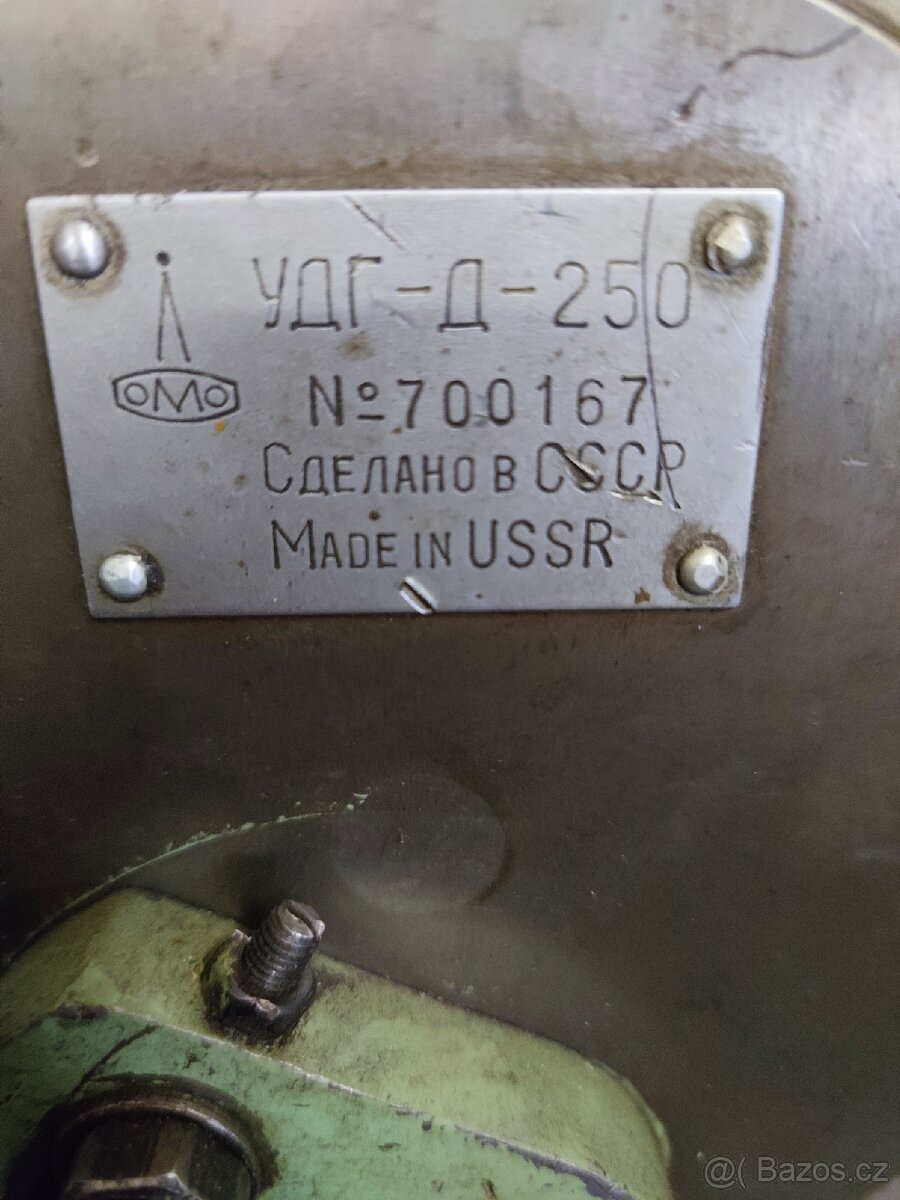 УДГ-Д-250
ОМО
№700167
СДЕЛАНО В СССР
MADE IN USSR
@( Bazos.cz